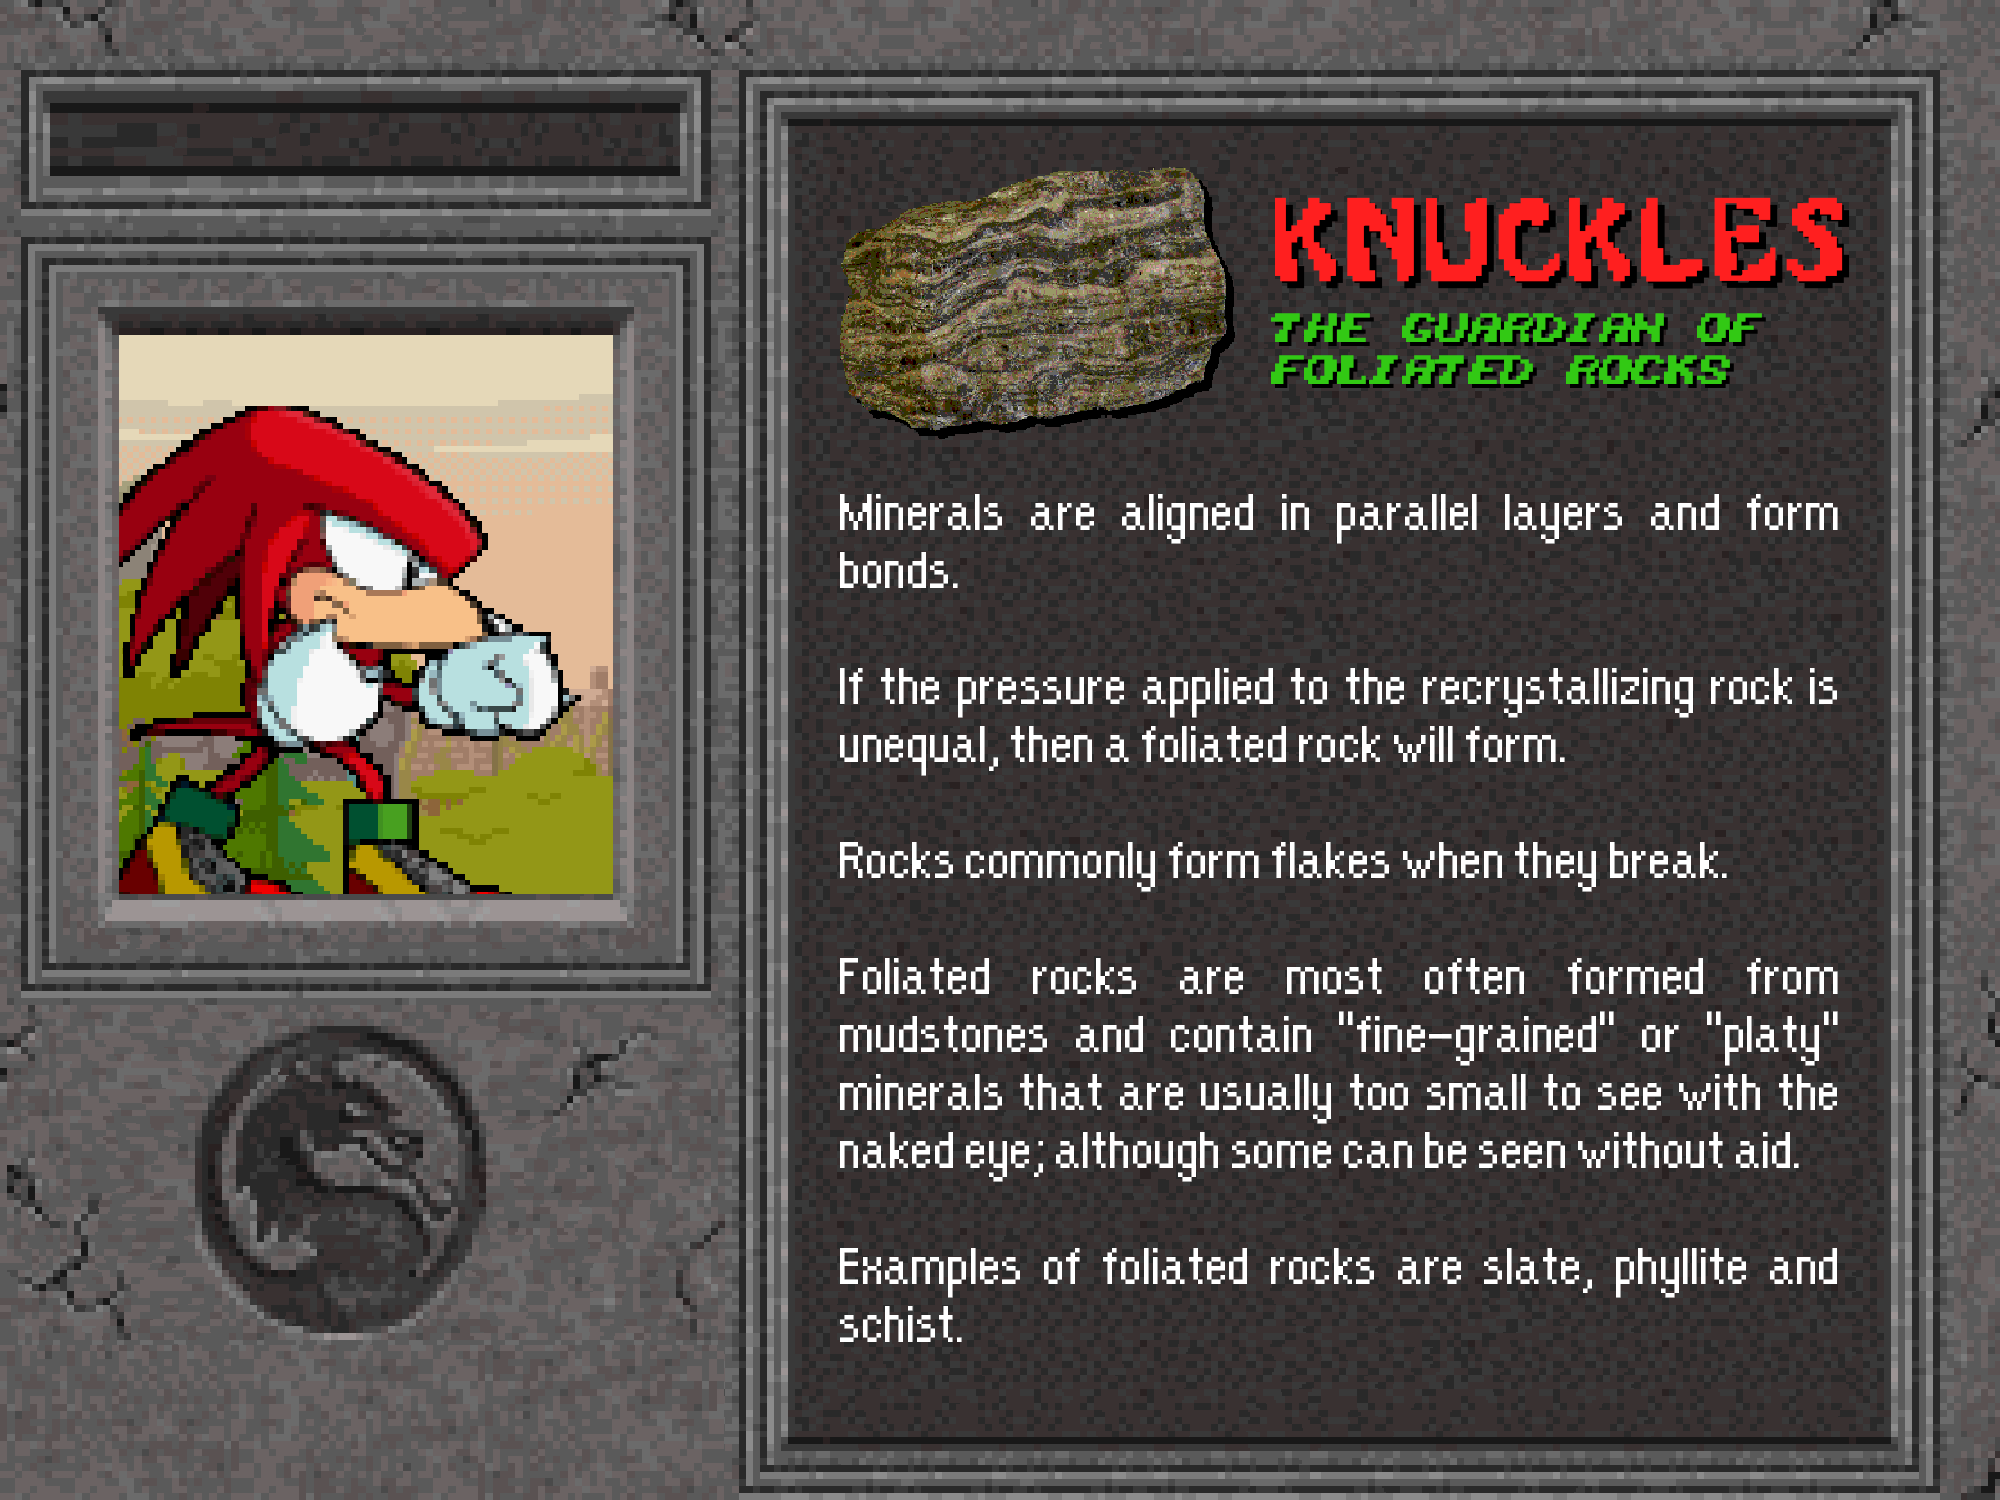 KNUCKLES
THE GUARDIAN OF
FOLIATED ROCKS
Minerals are aligned in parallel layers and form
bonds.
If the pressure applied to the recrystallizing rock is
unequal, then a foliated rock will form.
Rocks commonly form flakes when they break.
Foliated rocks are most often formed from
mudstones and contain "fine-grained" or "platy"
minerals that are usually too small to see with the
naked eye; although some can be seen without aid.
Examples of foliated rocks are slate, phyllite and
schist.